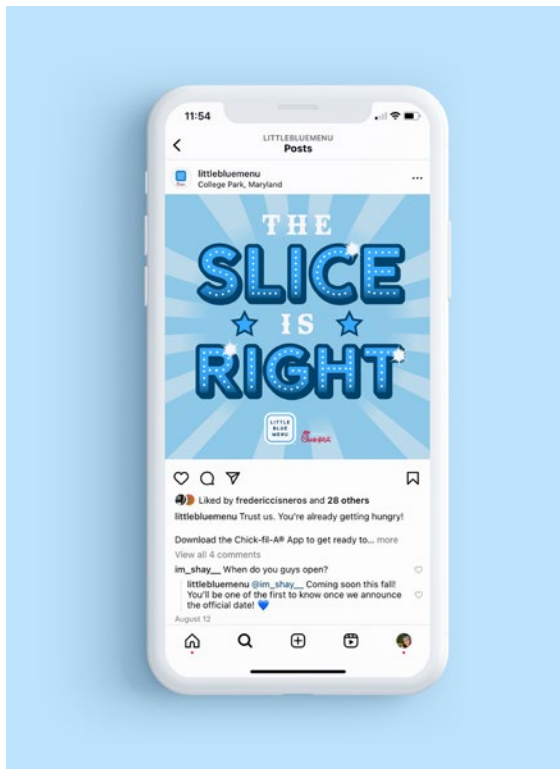 11:54
LITTLEBLUEMENU
Posts
littlebluemenu
College Park, Maryland
THE
SLICE
IS
RIGHT
LITTLE
BLUE
MENU
Chick-fil-A
Liked by fredericcisneros and 28 others
littlebluemenu Trust us. You're already getting hungry!
Download the Chick-fil-A® App to get ready to... more
View all 4 comments
im_shay__ When do you guys open?
littlebluemenu @im_shay__ Coming soon this fall!
You'll be one of the first to know once we announce
the official date! 💙
August 12